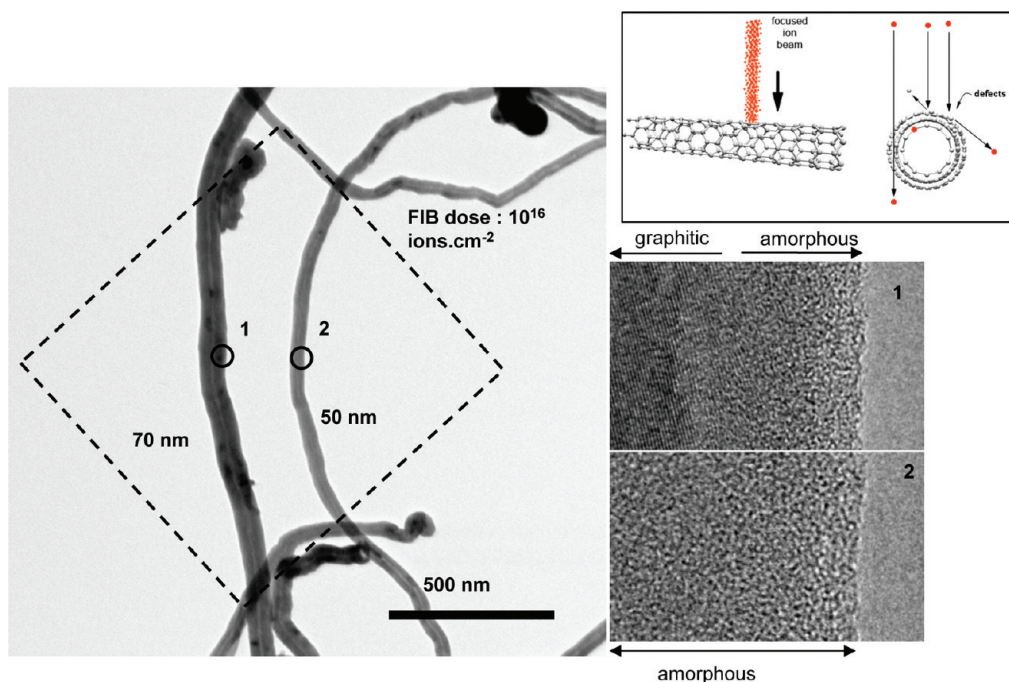 focused
ion
beam
defects
FIB dose : 10¹⁶
ions.cm⁻²
1
2
50 nm
70 nm
500 nm
graphitic
amorphous
1
2
amorphous